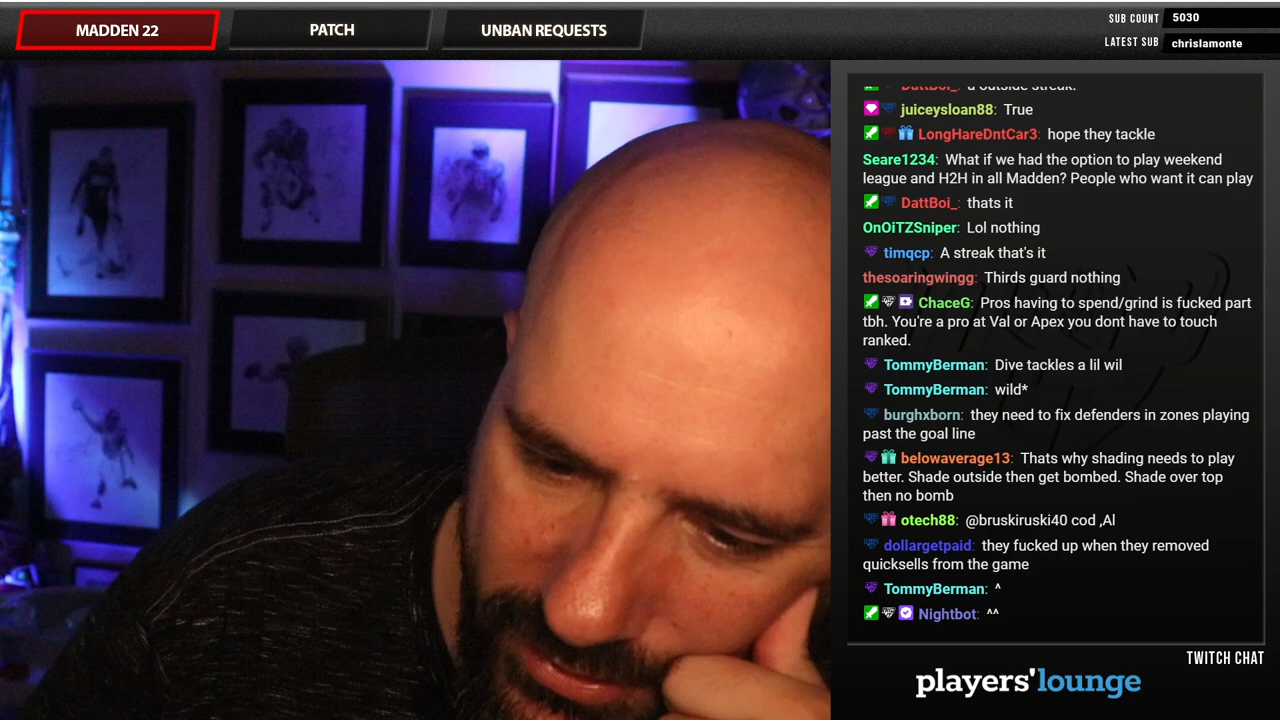 MADDEN 22
PATCH
UNBAN REQUESTS
SUB COUNT 5030
LATEST SUB chrislamonte
DattBoi_: a outside streak.
juiceysloan88: True
LongHareDntCar3: hope they tackle
Seare1234: What if we had the option to play weekend
league and H2H in all Madden? People who want it can play
DattBoi_: thats it
OnOiTZSniper: Lol nothing
timqcp: A streak that's it
thesoaringwingg: Thirds guard nothing
ChaceG: Pros having to spend/grind is fucked part
tbh. You're a pro at Val or Apex you dont have to touch
ranked.
TommyBerman: Dive tackles a lil wil
TommyBerman: wild*
burghxborn: they need to fix defenders in zones playing
past the goal line
belowaverage13: Thats why shading needs to play
better. Shade outside then get bombed. Shade over top
then no bomb
otech88: @bruskiruski40 cod ,Al
dollargetpaid: they fucked up when they removed
quicksells from the game
TommyBerman: ^
Nightbot: ^^
TWITCH CHAT
players'lounge